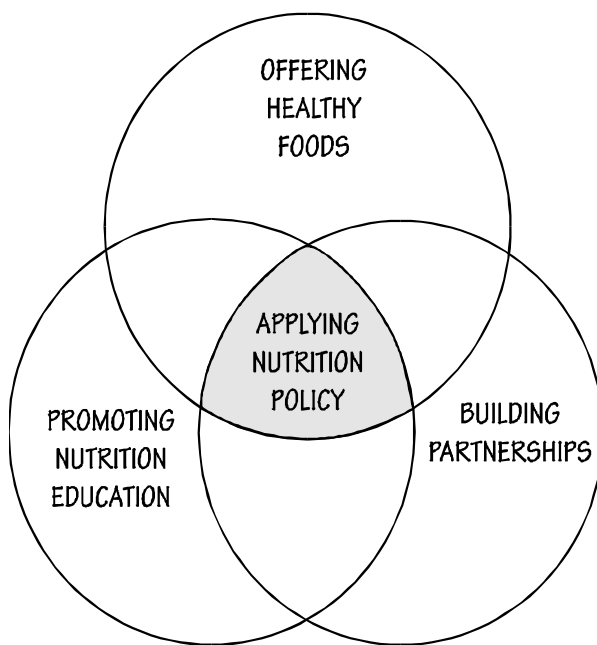 OFFERING
HEALTHY
FOODS
APPLYING
NUTRITION
POLICY
PROMOTING
NUTRITION
EDUCATION
BUILDING
PARTNERSHIPS